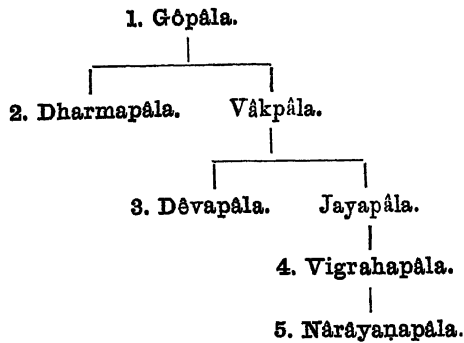 1. Gôpâla.
2. Dharmapâla. Vâkpâla.
3. Dêvapâla. Jayapâla.
4. Vigrahapâla.
5. Nârâyaṇapâla.